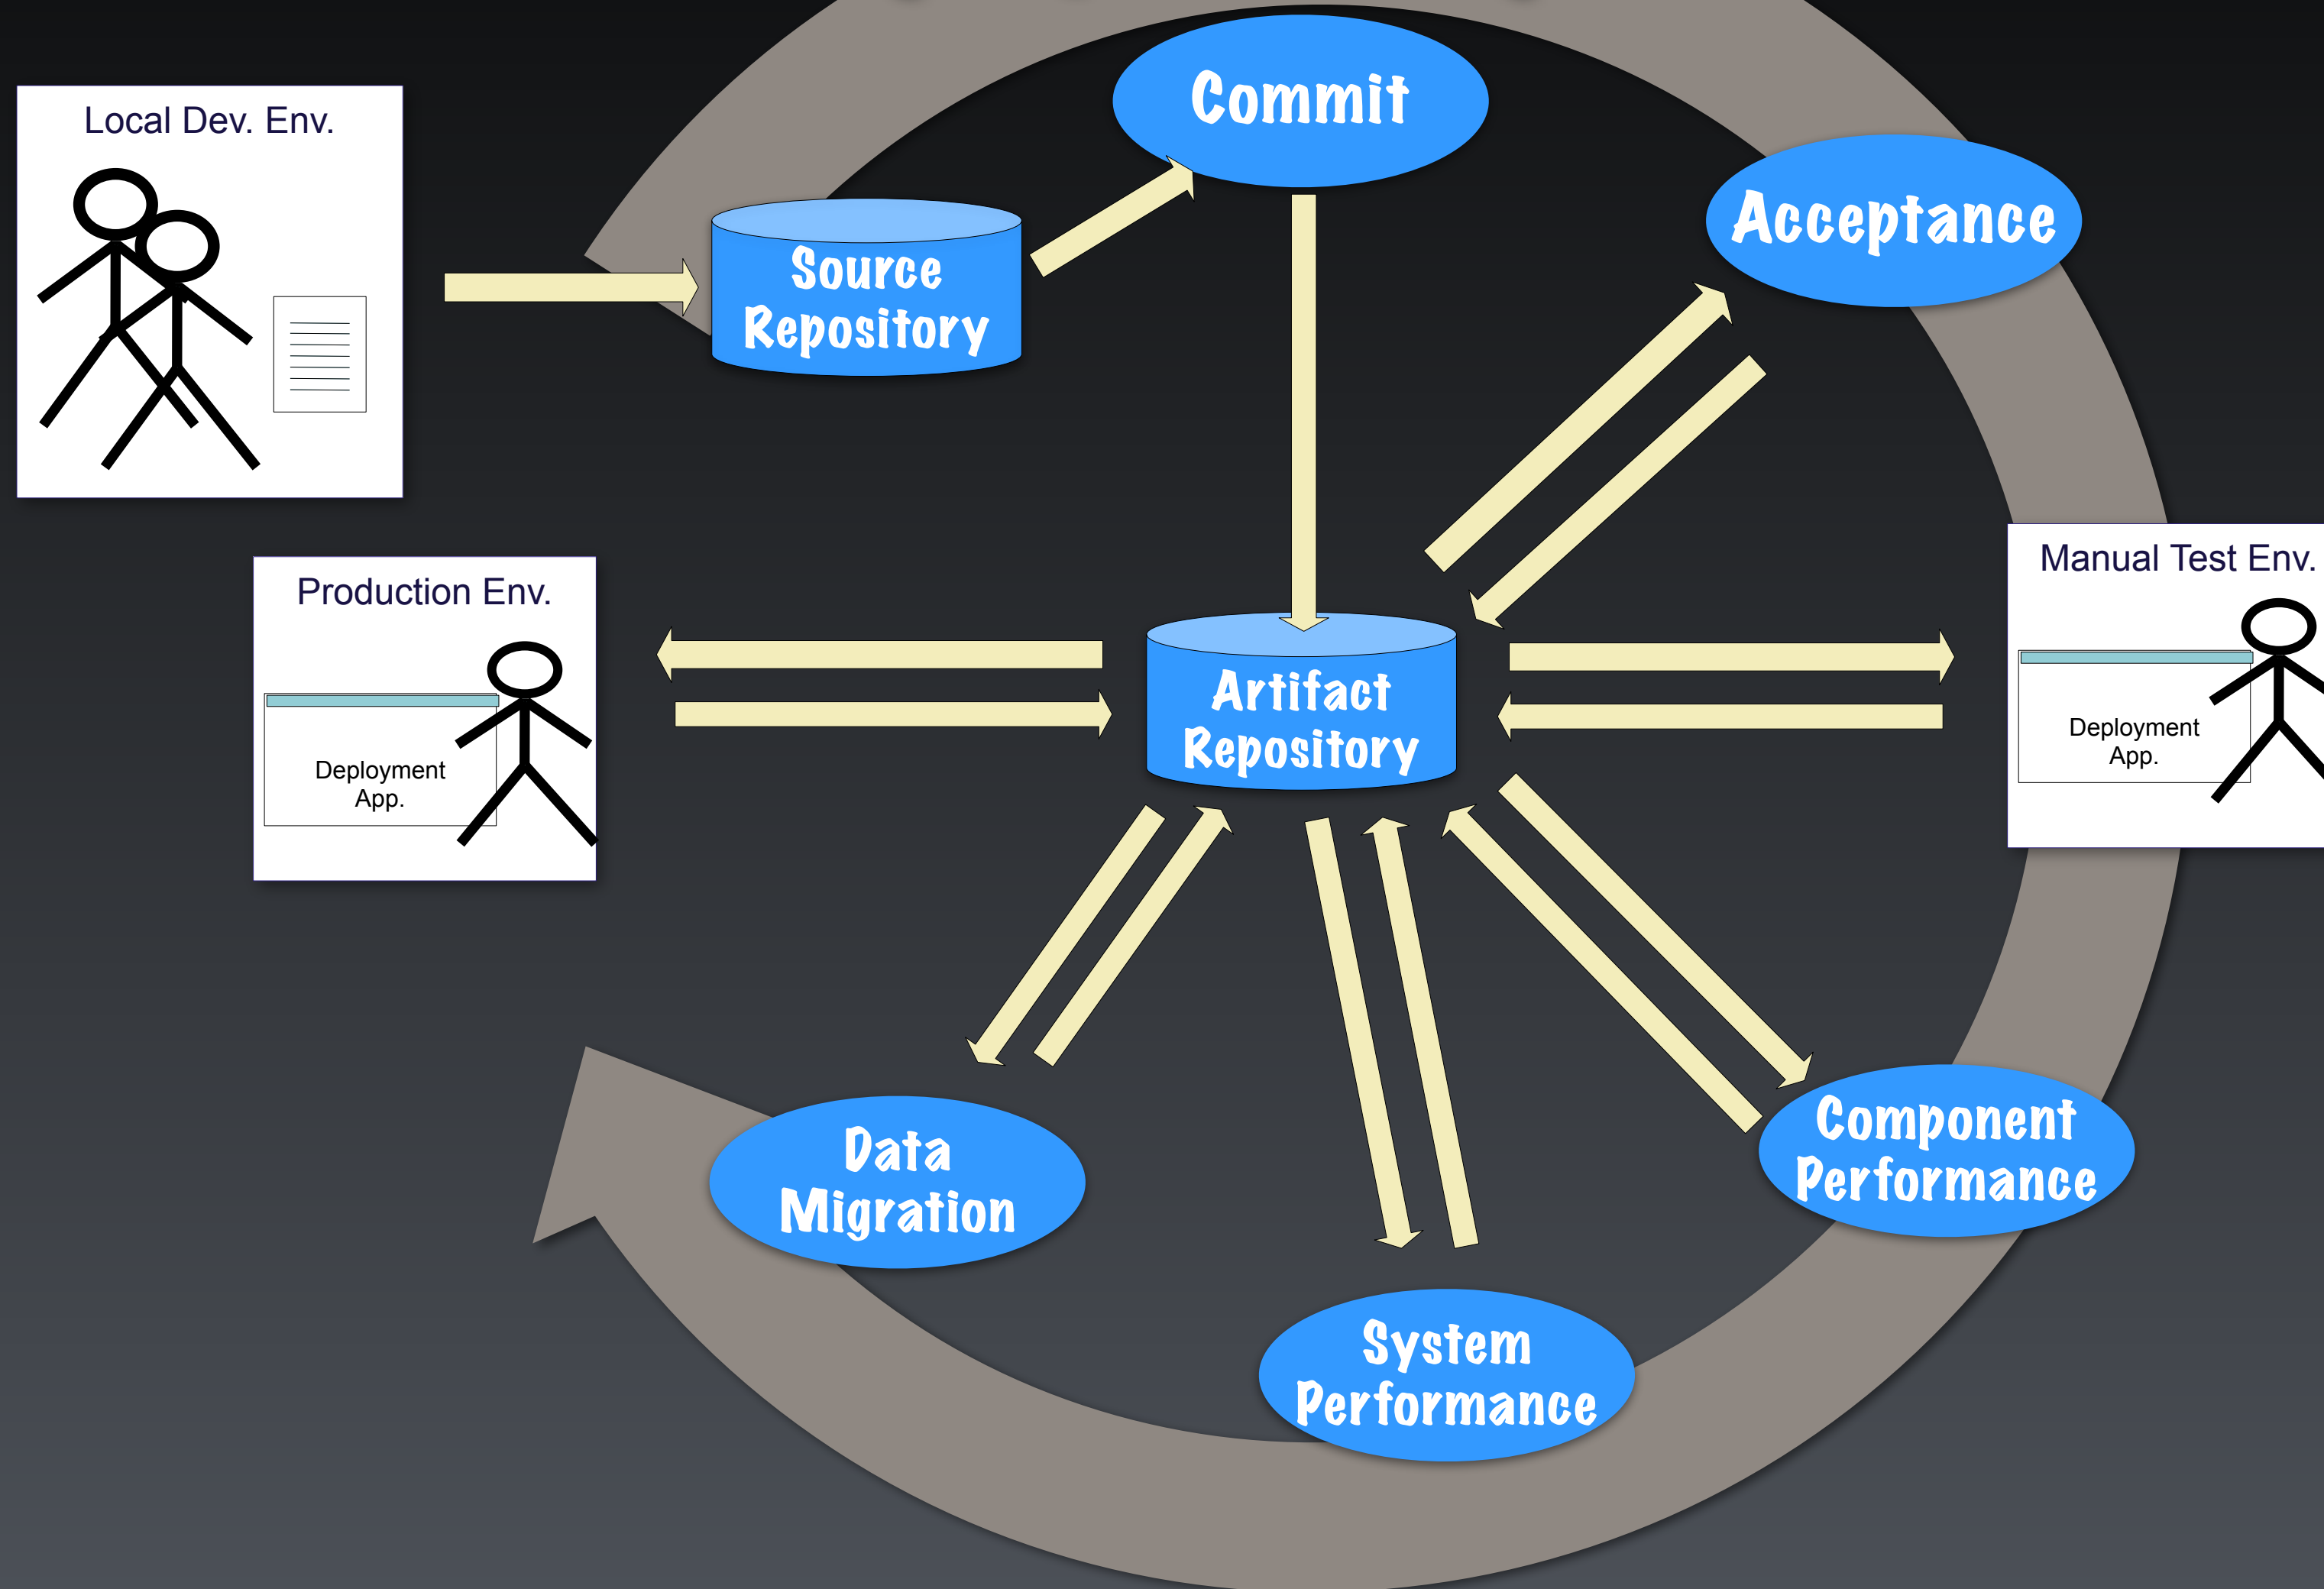 Commit
Local Dev. Env.
Acceptance
Source
Repository
Manual Test Env.
Production Env.
Artifact
Repository
Deployment
App.
Deployment
App.
Component
Performance
Data
Migration
System
Performance